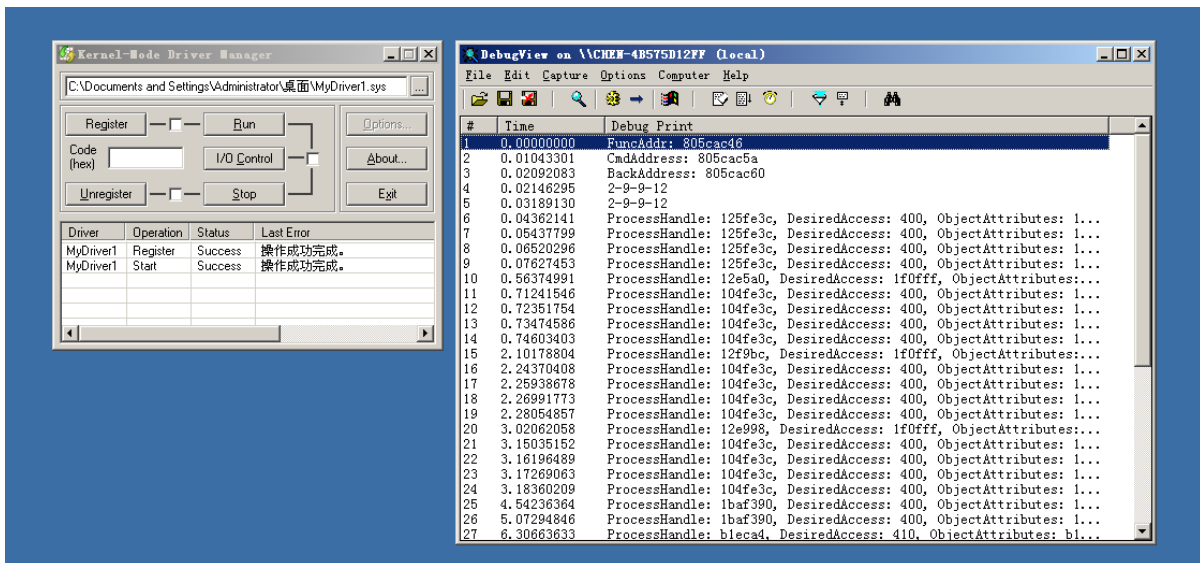 Kernel-Mode Driver Manager
C:\Documents and Settings\Administrator\桌面\MyDriver1.sys ...
Register Run Options...
Code (hex) I/O Control About...
Unregister Stop Exit
Driver Operation Status Last Error
MyDriver1 Register Success 操作成功完成。
MyDriver1 Start Success 操作成功完成。
DebugView on \\CHEN-4B575D12FF (local)
File Edit Capture Options Computer Help
# Time Debug Print
1 0.00000000 FuncAddr: 805cac46
2 0.01043301 CmdAddress: 805cac5a
3 0.02092083 BackAddress: 805cac60
4 0.02146295 2-9-9-12
5 0.03189130 2-9-9-12
6 0.04362141 ProcessHandle: 125fe3c, DesiredAccess: 400, ObjectAttributes: 1...
7 0.05437799 ProcessHandle: 125fe3c, DesiredAccess: 400, ObjectAttributes: 1...
8 0.06520296 ProcessHandle: 125fe3c, DesiredAccess: 400, ObjectAttributes: 1...
9 0.07627453 ProcessHandle: 125fe3c, DesiredAccess: 400, ObjectAttributes: 1...
10 0.56374991 ProcessHandle: 12e5a0, DesiredAccess: 1f0fff, ObjectAttributes:...
11 0.71241546 ProcessHandle: 104fe3c, DesiredAccess: 400, ObjectAttributes: 1...
12 0.72351754 ProcessHandle: 104fe3c, DesiredAccess: 400, ObjectAttributes: 1...
13 0.73474586 ProcessHandle: 104fe3c, DesiredAccess: 400, ObjectAttributes: 1...
14 0.74603403 ProcessHandle: 104fe3c, DesiredAccess: 400, ObjectAttributes: 1...
15 2.10178804 ProcessHandle: 12f9bc, DesiredAccess: 1f0fff, ObjectAttributes:...
16 2.24370408 ProcessHandle: 104fe3c, DesiredAccess: 400, ObjectAttributes: 1...
17 2.25938678 ProcessHandle: 104fe3c, DesiredAccess: 400, ObjectAttributes: 1...
18 2.26991773 ProcessHandle: 104fe3c, DesiredAccess: 400, ObjectAttributes: 1...
19 2.28054857 ProcessHandle: 104fe3c, DesiredAccess: 400, ObjectAttributes: 1...
20 3.02062058 ProcessHandle: 12e998, DesiredAccess: 1f0fff, ObjectAttributes:...
21 3.15035152 ProcessHandle: 104fe3c, DesiredAccess: 400, ObjectAttributes: 1...
22 3.16196489 ProcessHandle: 104fe3c, DesiredAccess: 400, ObjectAttributes: 1...
23 3.17269063 ProcessHandle: 104fe3c, DesiredAccess: 400, ObjectAttributes: 1...
24 3.18360209 ProcessHandle: 104fe3c, DesiredAccess: 400, ObjectAttributes: 1...
25 4.54236364 ProcessHandle: 1baf390, DesiredAccess: 400, ObjectAttributes: 1...
26 5.07294846 ProcessHandle: 1baf390, DesiredAccess: 400, ObjectAttributes: 1...
27 6.30663633 ProcessHandle: b1eca4, DesiredAccess: 410, ObjectAttributes: b1...